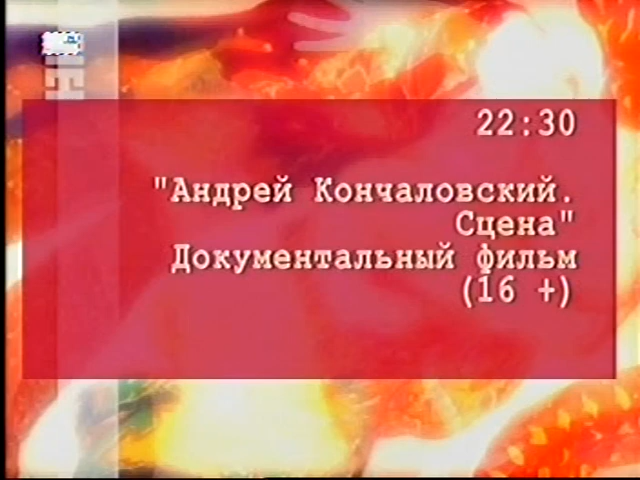 22:30
"Андрей Кончаловский.
Сцена"
Документальный фильм
(16 +)